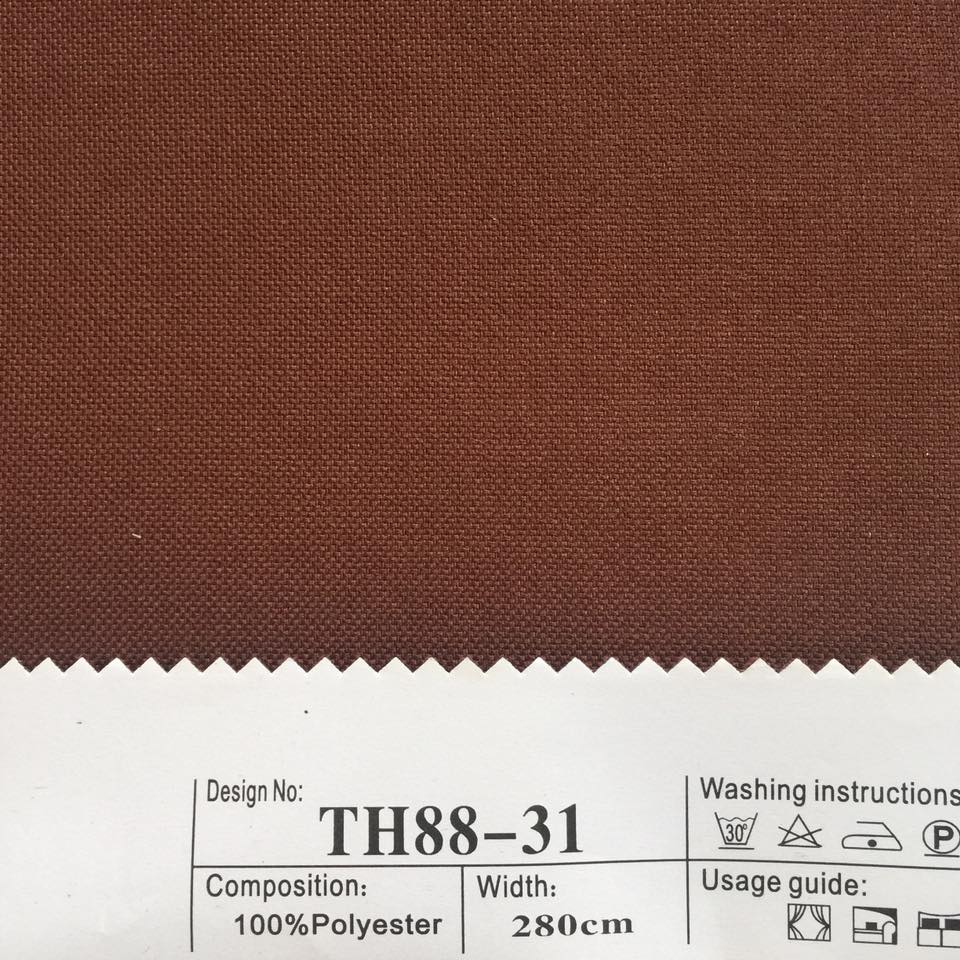 Design No:
TH88-31
Washing instructions
30°
P
Composition:
100%Polyester
Width:
280cm
Usage guide: